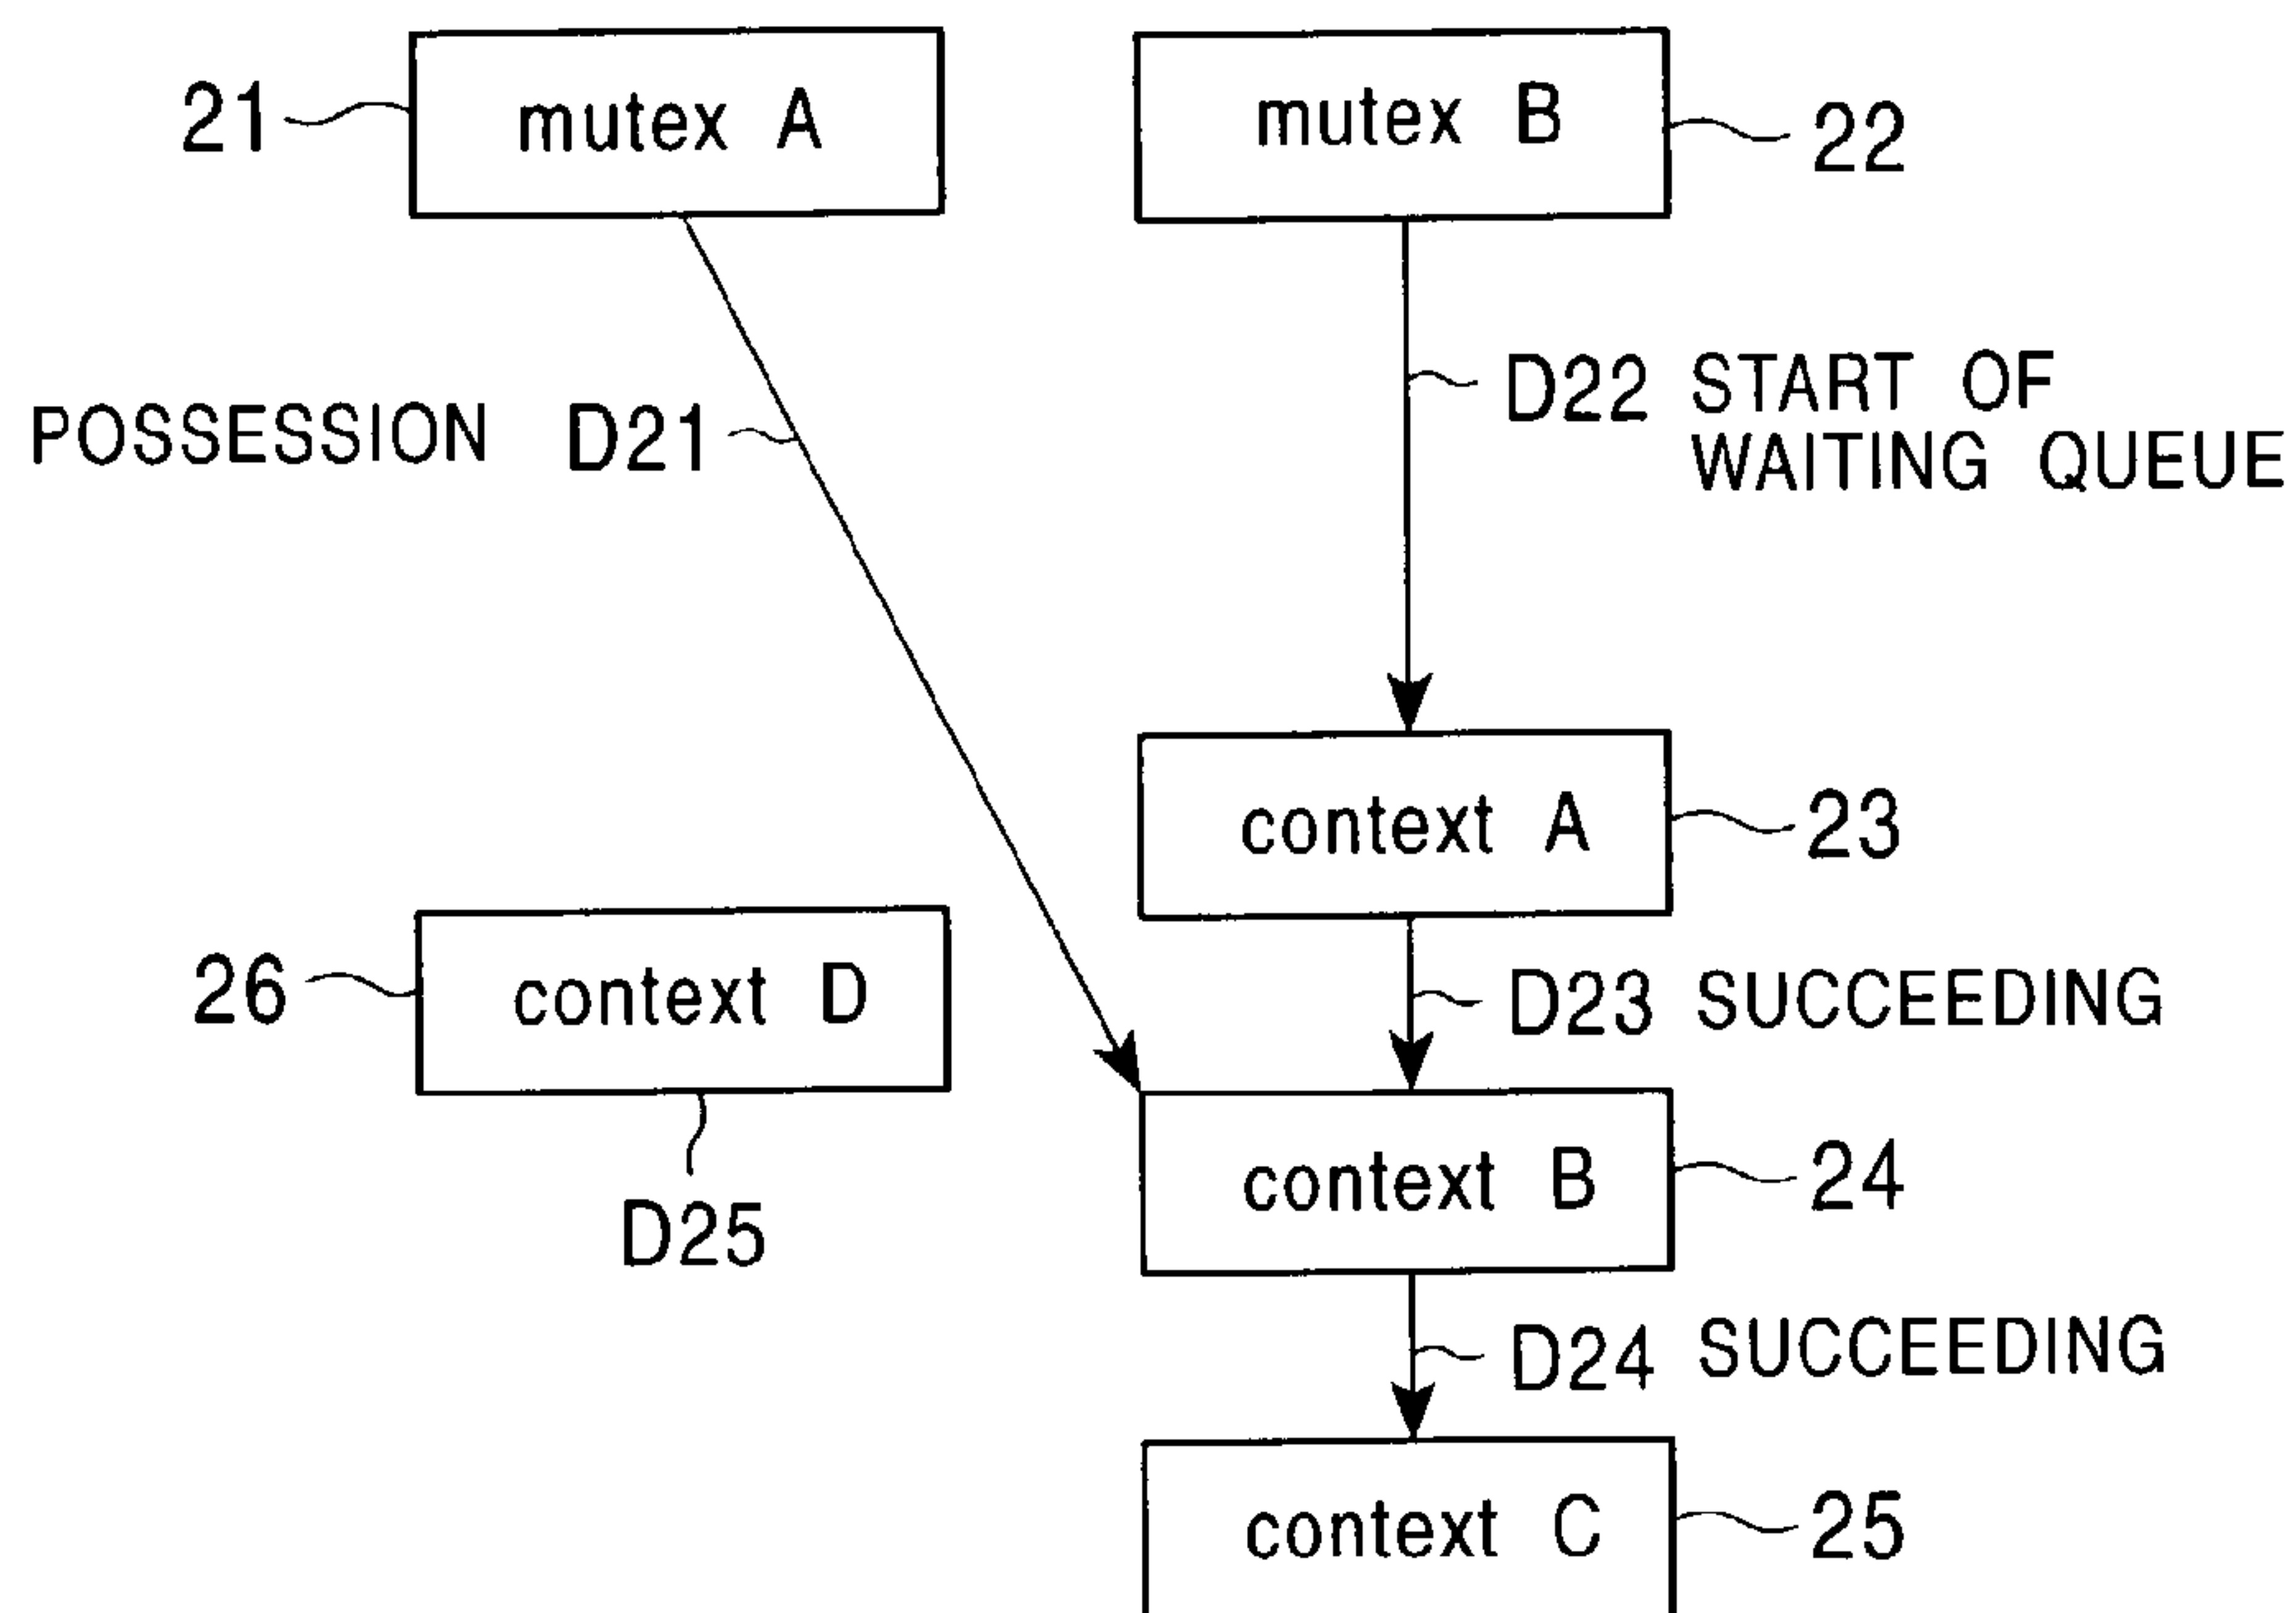 21 mutex A mutex B 22
POSSESSION D21 D22 START OF
WAITING QUEUE
context A 23
26 context D D23 SUCCEEDING
context B 24
D25
D24 SUCCEEDING
context C 25